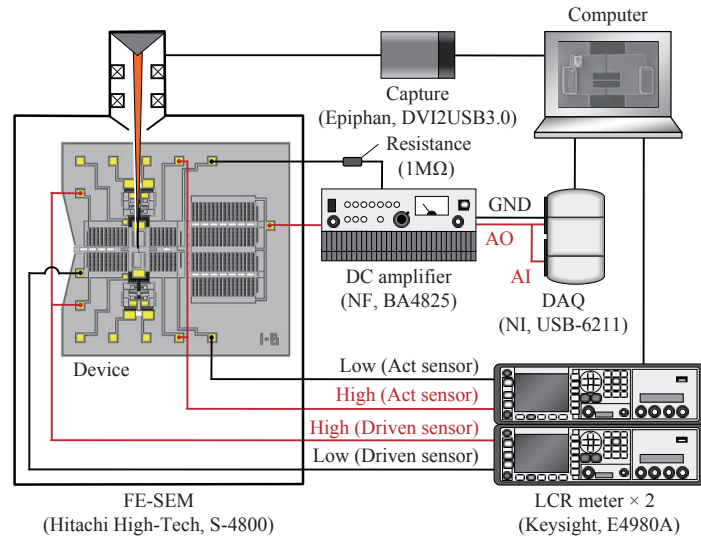 Computer
Capture
(Epiphan, DVI2USB3.0)
Resistance
(1MΩ)
GND
AO
AI
DC amplifier
(NF, BA4825)
DAQ
(NI, USB-6211)
I-6
Device
Low (Act sensor)
High (Act sensor)
High (Driven sensor)
Low (Driven sensor)
FE-SEM
(Hitachi High-Tech, S-4800)
LCR meter × 2
(Keysight, E4980A)